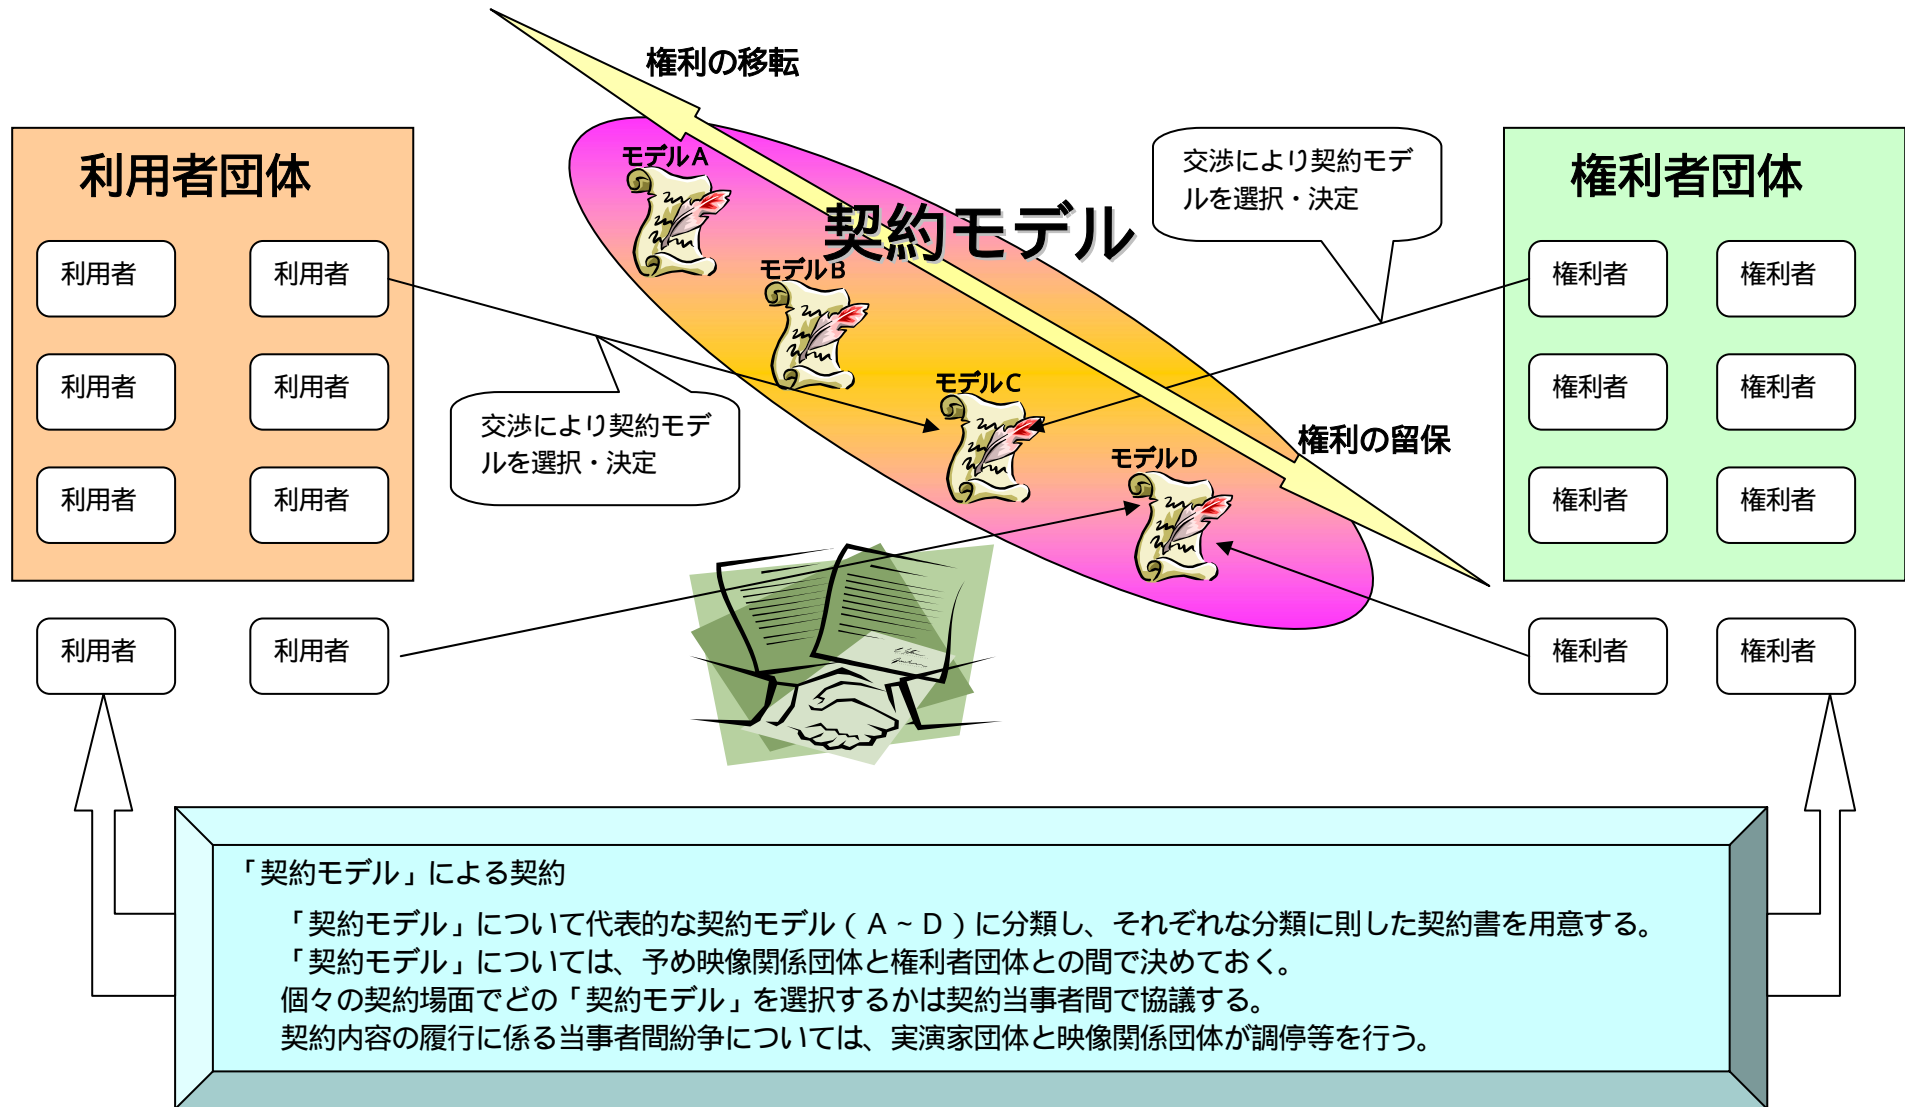 権利の移転
利用者団体
モデルA
交渉により契約モデ
ルを選択・決定
権利者団体
契約モデル
利用者
利用者
モデルB
権利者
権利者
利用者
利用者
モデルC
権利者
権利者
交渉により契約モデ
ルを選択・決定
権利の留保
モデルD
利用者
利用者
権利者
権利者
利用者
利用者
権利者
権利者
「契約モデル」による契約
「契約モデル」について代表的な契約モデル（A~D）に分類し、それぞれな分類に則した契約書を用意する。
「契約モデル」については、予め映像関係団体と権利者団体との間で決めておく。
個々の契約場面でどの「契約モデル」を選択するかは契約当事者間で協議する。
契約内容の履行に係る当事者間紛争については、実演家団体と映像関係団体が調停等を行う。